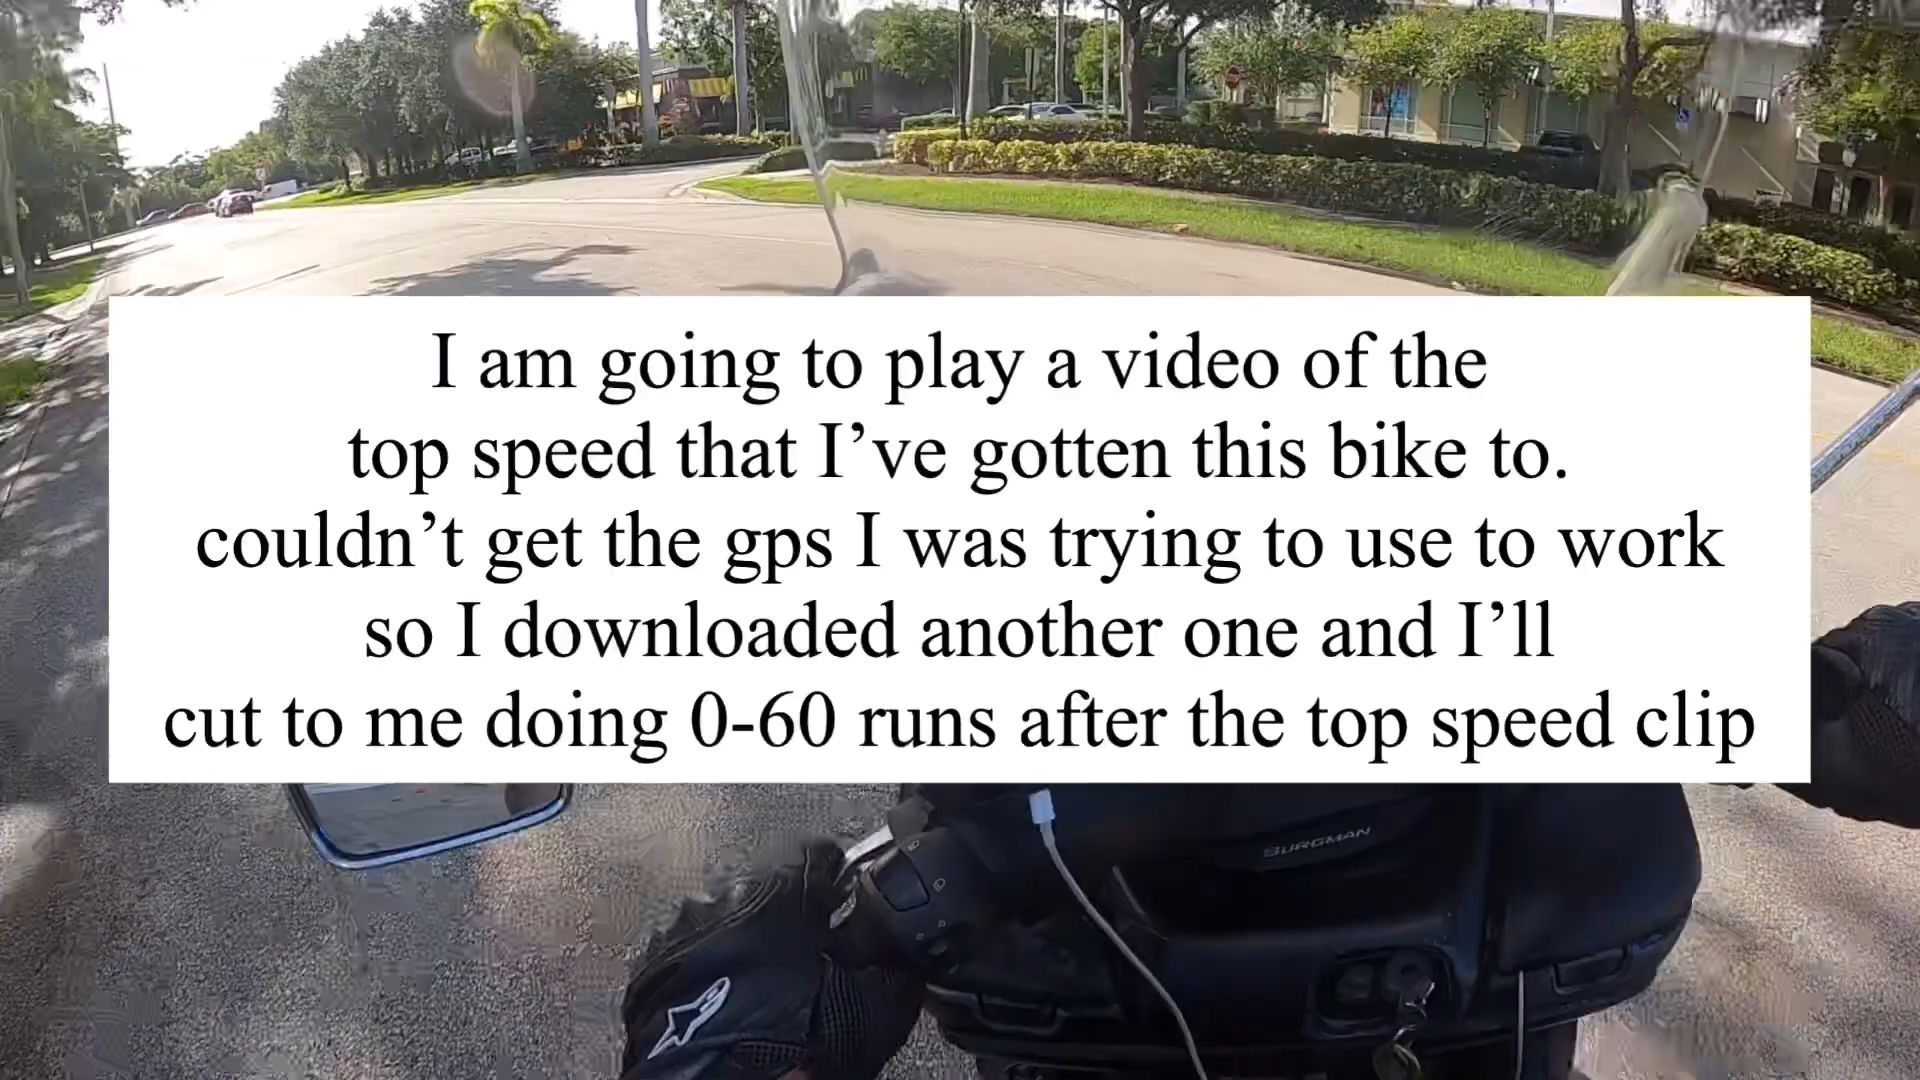 I am going to play a video of the
top speed that I’ve gotten this bike to.
couldn’t get the gps I was trying to use to work
so I downloaded another one and I’ll
cut to me doing 0-60 runs after the top speed clip
BURGMAN